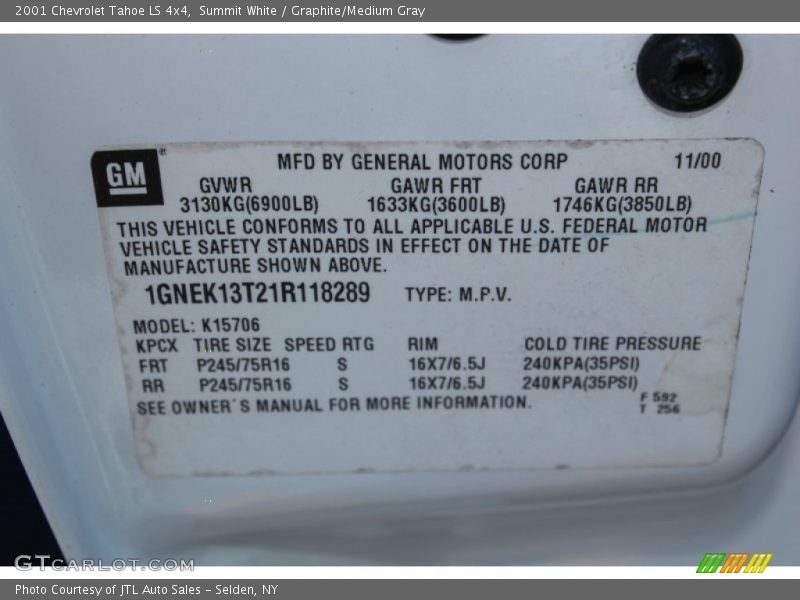 2001 Chevrolet Tahoe LS 4x4, Summit White / Graphite/Medium Gray
GM MFD BY GENERAL MOTORS CORP 11/00
GVWR GAWR FRT GAWR RR
3130KG(6900LB) 1633KG(3600LB) 1746KG(3850LB)
THIS VEHICLE CONFORMS TO ALL APPLICABLE U.S. FEDERAL MOTOR
VEHICLE SAFETY STANDARDS IN EFFECT ON THE DATE OF
MANUFACTURE SHOWN ABOVE.
1GNEK13T21R118289 TYPE: M.P.V.
MODEL: K15706
KPCX TIRE SIZE SPEED RTG RIM COLD TIRE PRESSURE
FRT P245/75R16 S 16X7/6.5J 240KPA(35PSI)
RR P245/75R16 S 16X7/6.5J 240KPA(35PSI)
SEE OWNER'S MANUAL FOR MORE INFORMATION.
F 592
T 256
GTCARLOT.COM
Photo Courtesy of JTL Auto Sales - Selden, NY